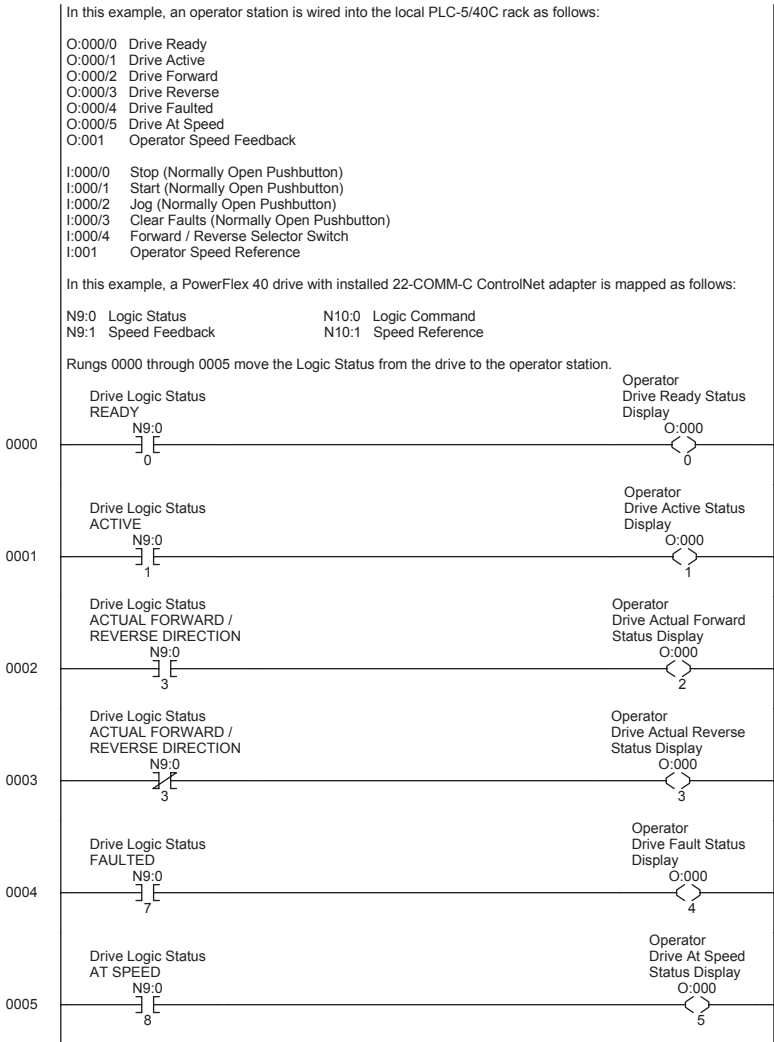 In this example, an operator station is wired into the local PLC-5/40C rack as follows:
O:000/0 Drive Ready
O:000/1 Drive Active
O:000/2 Drive Forward
O:000/3 Drive Reverse
O:000/4 Drive Faulted
O:000/5 Drive At Speed
O:001 Operator Speed Feedback
I:000/0 Stop (Normally Open Pushbutton)
I:000/1 Start (Normally Open Pushbutton)
I:000/2 Jog (Normally Open Pushbutton)
I:000/3 Clear Faults (Normally Open Pushbutton)
I:000/4 Forward / Reverse Selector Switch
I:001 Operator Speed Reference
In this example, a PowerFlex 40 drive with installed 22-COMM-C ControlNet adapter is mapped as follows:
N9:0 Logic Status N10:0 Logic Command
N9:1 Speed Feedback N10:1 Speed Reference
Rungs 0000 through 0005 move the Logic Status from the drive to the operator station.
Operator
Drive Logic Status Drive Ready Status
READY Display
N9:0 O:000
0000
0 0
Operator
Drive Logic Status Drive Active Status
ACTIVE Display
N9:0 O:000
0001
1 1
Drive Logic Status Operator
ACTUAL FORWARD / Drive Actual Forward
REVERSE DIRECTION Status Display
N9:0 O:000
0002
3 2
Drive Logic Status Operator
ACTUAL FORWARD / Drive Actual Reverse
REVERSE DIRECTION Status Display
N9:0 O:000
0003
3 3
Operator
Drive Logic Status Drive Fault Status
FAULTED Display
N9:0 O:000
0004
7 4
Operator
Drive Logic Status Drive At Speed
AT SPEED Status Display
N9:0 O:000
0005
8 5